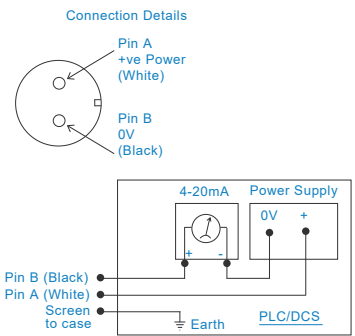 Connection Details
Pin A
+ve Power
(White)
Pin B
0V
(Black)
4-20mA
Power Supply
0V +
+ -
Pin B (Black)
Pin A (White)
Screen
to case
Earth
PLC/DCS